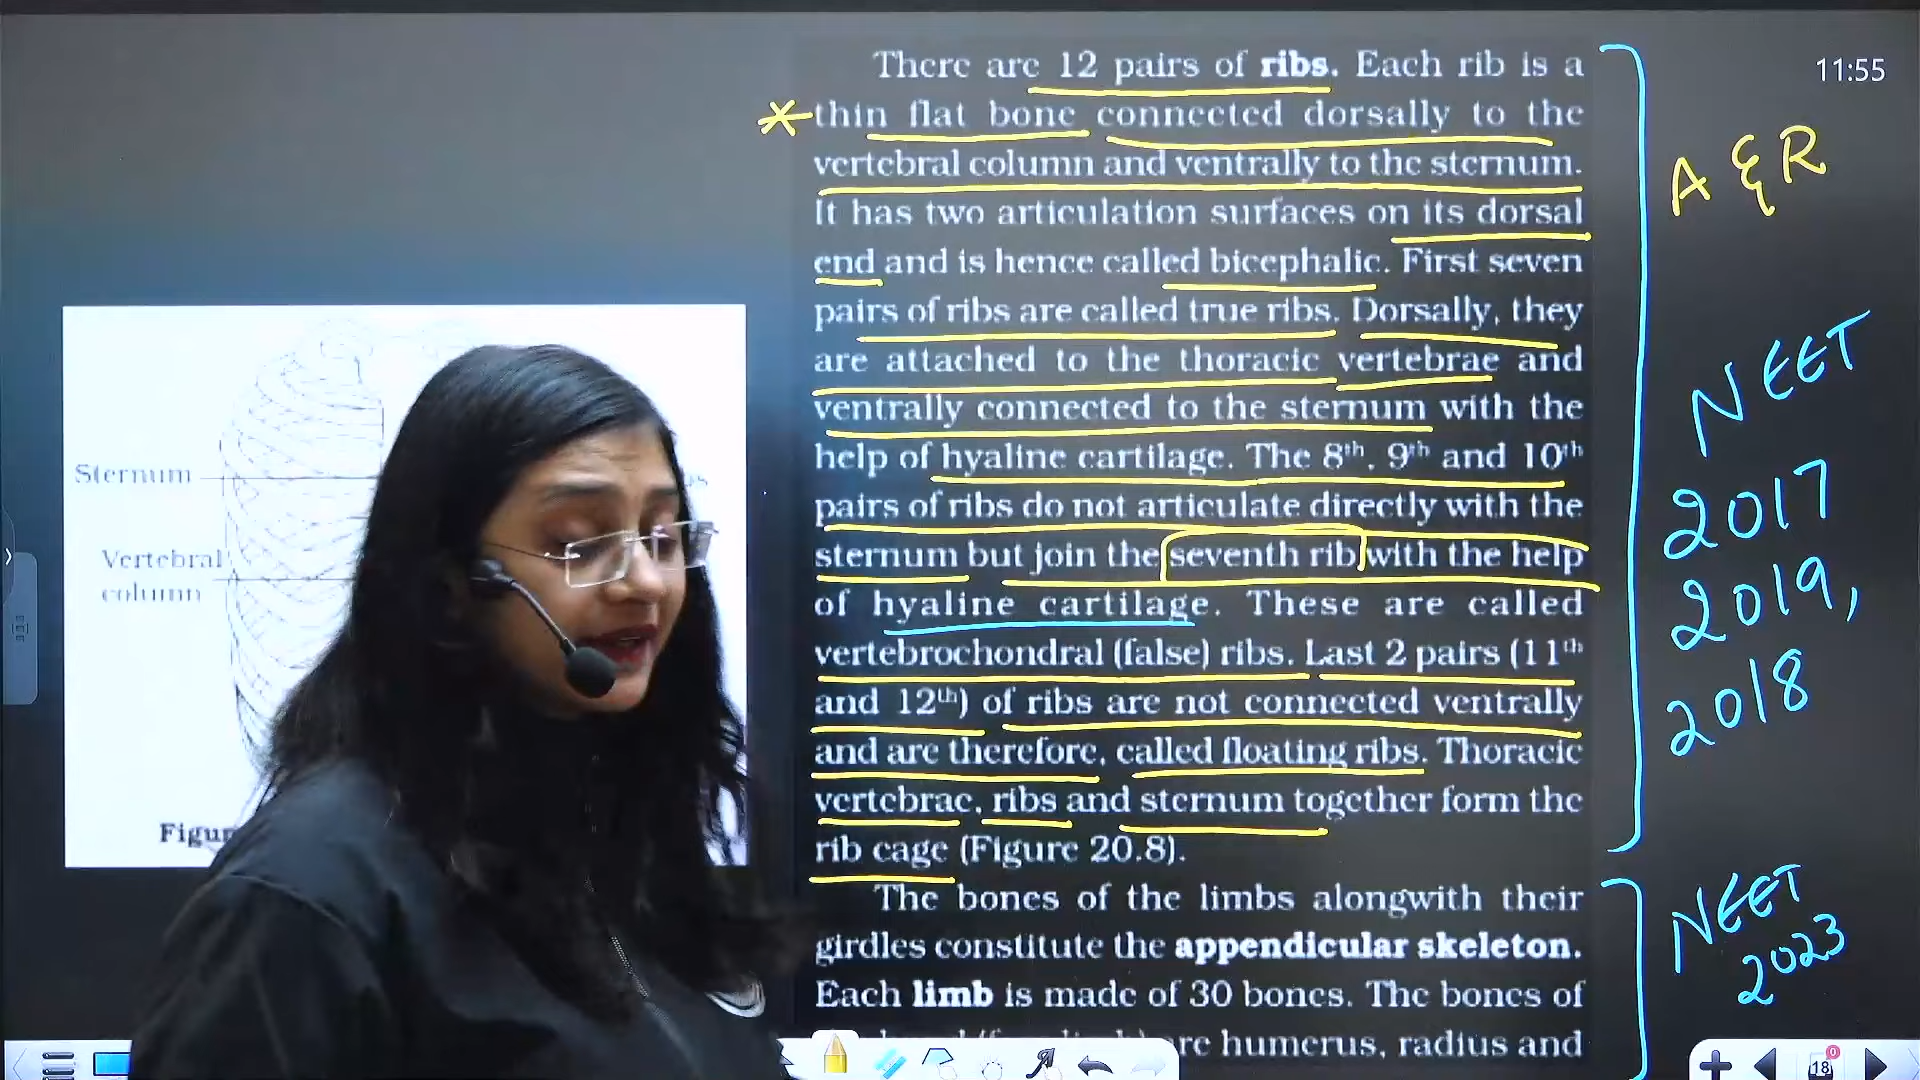 There are 12 pairs of ribs. Each rib is a
thin flat bone connected dorsally to the
vertebral column and ventrally to the sternum.
It has two articulation surfaces on its dorsal
end and is hence called bicephalic. First seven
pairs of ribs are called true ribs. Dorsally, they
are attached to the thoracic vertebrae and
ventrally connected to the sternum with the
help of hyaline cartilage. The 8th, 9th and 10th
pairs of ribs do not articulate directly with the
sternum but join the seventh rib with the help
of hyaline cartilage. These are called
vertebrochondral (false) ribs. Last 2 pairs (11th
and 12th) of ribs are not connected ventrally
and are therefore, called floating ribs. Thoracic
vertebrae, ribs and sternum together form the
rib cage (Figure 20.8).
The bones of the limbs alongwith their
girdles constitute the appendicular skeleton.
Each limb is made of 30 bones. The bones of
are humerus, radius and
11:55
A & R
NEET
2017
2019,
2018
NEET
2023
Sternum
Vertebral
column
18
0